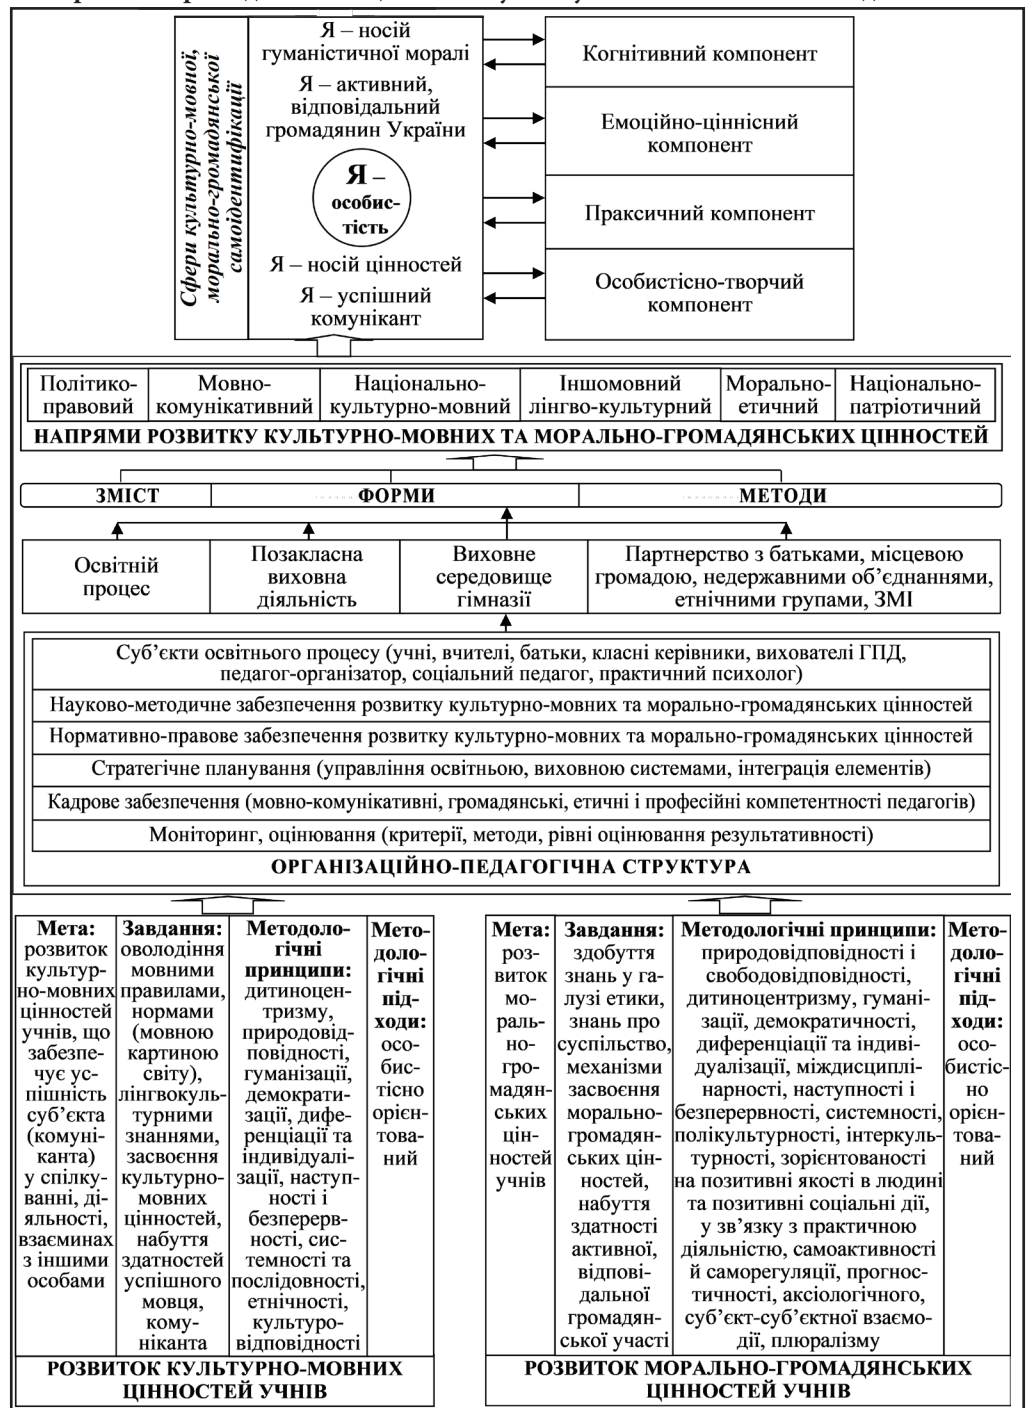 Сфери культурно-мовної,
морально-громадянської
самоідентифікації
Я – носій
гуманістичної моралі
Я – активний,
відповідальний
громадянин України
Я –
особис-
тість
Я – носій цінностей
Я – успішний
комунікант
Когнітивний компонент
Емоційно-ціннісний
компонент
Праксичний компонент
Особистісно-творчий
компонент
Політико-
правовий
Мовно-
комунікативний
Національно-
культурно-мовний
Іншомовний
лінгво-культурний
Морально-
етичний
Національно-
патріотичний
НАПРЯМИ РОЗВИТКУ КУЛЬТУРНО-МОВНИХ ТА МОРАЛЬНО-ГРОМАДЯНСЬКИХ ЦІННОСТЕЙ
ЗМІСТ
ФОРМИ
МЕТОДИ
Освітній
процес
Позакласна
виховна
діяльність
Виховне
середовище
гімназії
Партнерство з батьками, місцевою
громадою, недержавними об’єднаннями,
етнічними групами, ЗМІ
Суб’єкти освітнього процесу (учні, вчителі, батьки, класні керівники, вихователі ГПД,
педагог-організатор, соціальний педагог, практичний психолог)
Науково-методичне забезпечення розвитку культурно-мовних та морально-громадянських цінностей
Нормативно-правове забезпечення розвитку культурно-мовних та морально-громадянських цінностей
Стратегічне планування (управління освітньою, виховною системами, інтеграція елементів)
Кадрове забезпечення (мовно-комунікативні, громадянські, етичні і професійні компетентності педагогів)
Моніторинг, оцінювання (критерії, методи, рівні оцінювання результативності)
ОРГАНІЗАЦІЙНО-ПЕДАГОГІЧНА СТРУКТУРА
Мета:
розвиток
культур-
но-мовних
цінностей
учнів, що
забезпе-
чує ус-
пішність
суб’єкта
(комуні-
канта)
у спілку-
ванні, ді-
яльності,
взаєминах
з іншими
особами
Завдання:
оволодіння
мовними
правилами,
нормами
(мовною
картиною
світу),
лінгвокуль-
турними
знаннями,
засвоєння
культурно-
мовних
цінностей,
набуття
здатностей
успішного
мовця,
кому-
ніканта
Методоло-
гічні
принципи:
дитиноцен-
тризму,
природовід-
повідності,
гуманізації,
демократи-
зації, дифе-
ренціації та
індивідуалі-
зації, наступ-
ності і
безперерв-
ності, сис-
темності та
послідовності,
етнічності,
культуро-
відповідності
Мето-
доло-
гічні
під-
ходи:
осо-
бис-
тісно
орієн-
това-
ний
РОЗВИТОК КУЛЬТУРНО-МОВНИХ
ЦІННОСТЕЙ УЧНІВ
Мета:
роз-
виток
мо-
раль-
но-
гро-
мадян-
ських
цін-
ностей
учнів
Завдання:
здобуття
знань у га-
лузі етики,
знань про
суспільство,
механізми
засвоєння
морально-
громадян-
ських цін-
ностей,
набуття
здатності
активної,
відпові-
дальної
громадян-
ської участі
Методологічні принципи:
природовідповідності і
свободовідповідності,
дитиноцентризму, гумані-
зації, демократичності,
диференціації та індиві-
дуалізації, міждисциплі-
нарності, наступності і
безперервності, системності,
полікультурності, інтеркуль-
турності, зорієнтованості
на позитивні якості в людині
та позитивні соціальні дії,
у зв’язку з практичною
діяльністю, самоактивності
й саморегуляції, прогнос-
тичності, аксіологічного,
суб’єкт-суб’єктної взаємо-
дії, плюралізму
Мето-
доло-
гічні
під-
ходи:
осо-
бистіс-
но
орієн-
това-
ний
РОЗВИТОК МОРАЛЬНО-ГРОМАДЯНСЬКИХ
ЦІННОСТЕЙ УЧНІВ